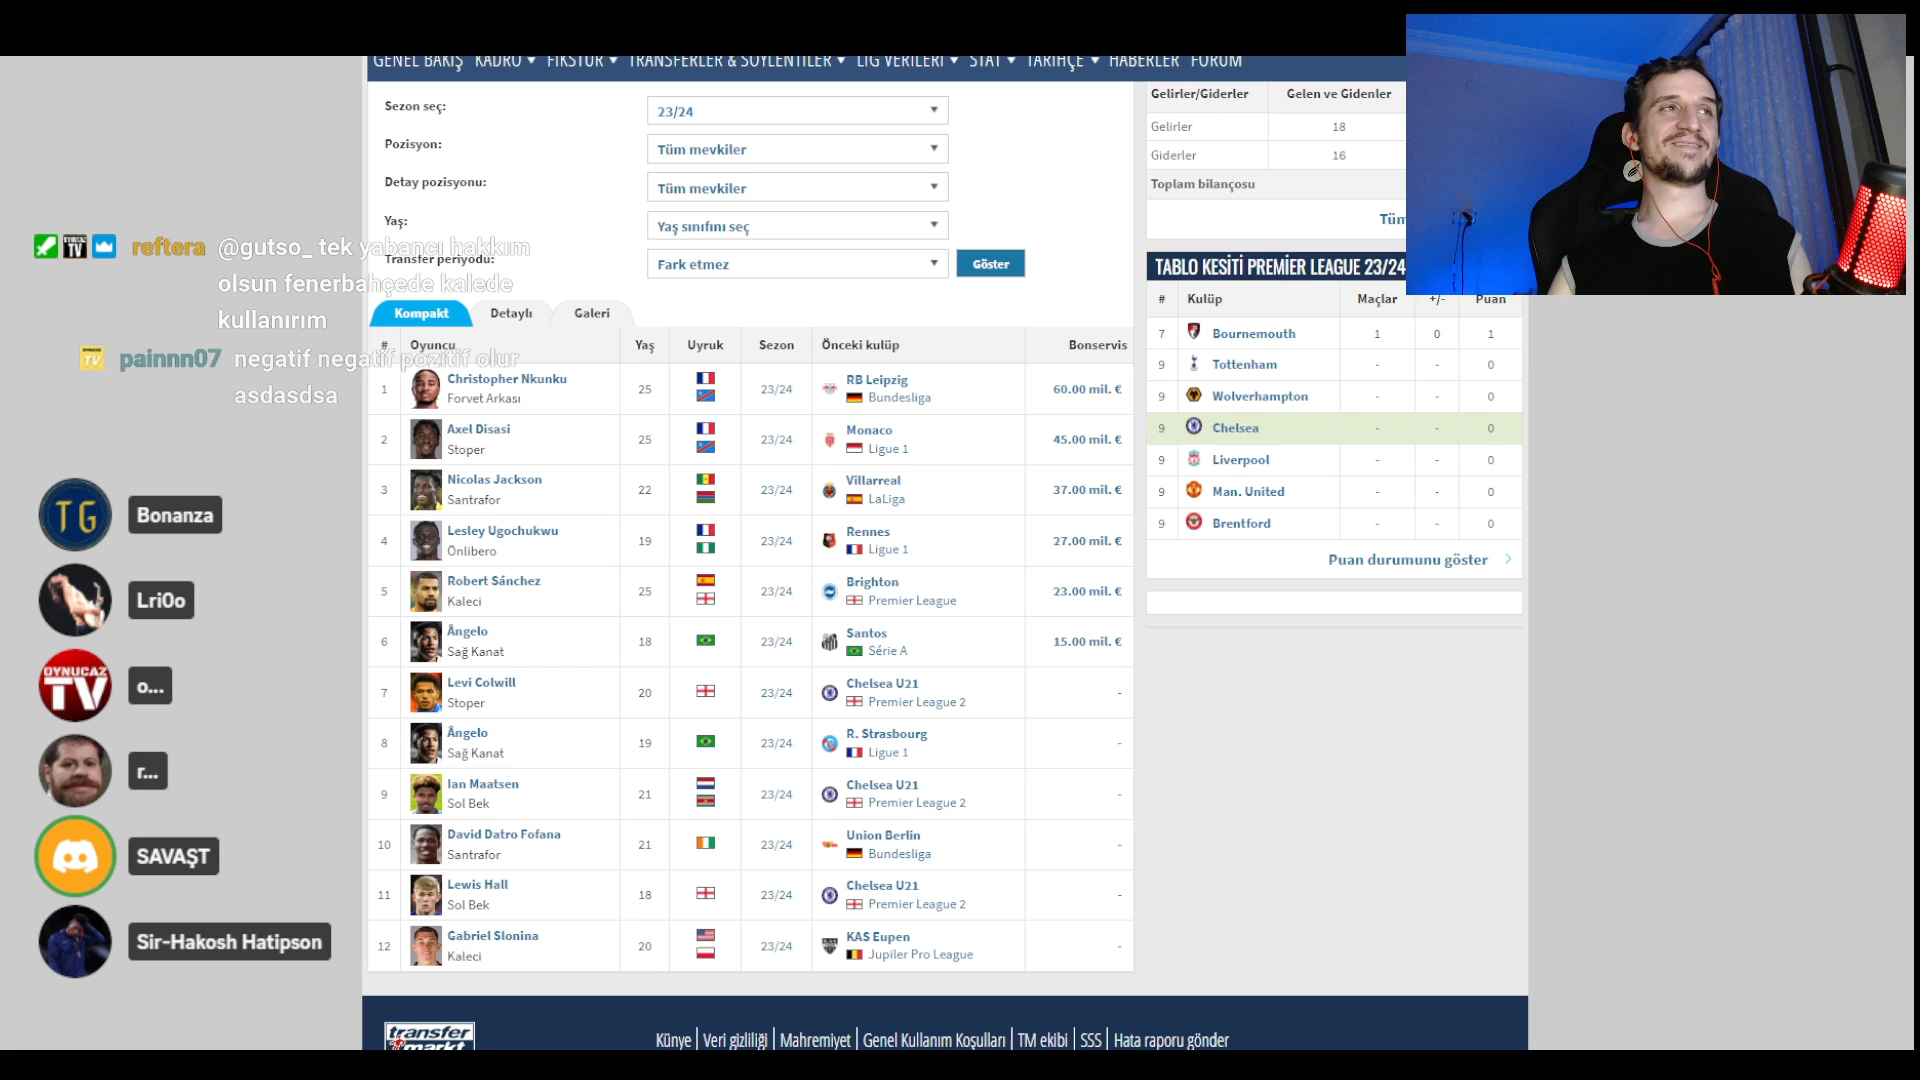 GENEL BAKIŞ KADRO FİKSTÜR TRANSFERLER & SÖYLENTİLER LİG VERİLERİ STAT TARİHÇE HABERLER FORUM
Sezon seç: 23/24
Pozisyon: Tüm mevkiler
Detay pozisyonu: Tüm mevkiler
Yaş: Yaş sınıfını seç
Transfer periyodu: Fark etmez Göster
Kompakt Detaylı Galeri
# Oyuncu Yaş Uyruk Sezon Önceki kulüp Bonservis
1 Christopher Nkunku 25 23/24 RB Leipzig 60.00 mil. €
Forvet Arkası Bundesliga
2 Axel Disasi 25 23/24 Monaco 45.00 mil. €
Stoper Ligue 1
3 Nicolas Jackson 22 23/24 Villarreal 37.00 mil. €
Santrafor LaLiga
4 Lesley Ugochukwu 19 23/24 Rennes 27.00 mil. €
Önlibero Ligue 1
5 Robert Sánchez 25 23/24 Brighton 23.00 mil. €
Kaleci Premier League
6 Ângelo 18 23/24 Santos 15.00 mil. €
Sağ Kanat Série A
7 Levi Colwill 20 23/24 Chelsea U21 -
Stoper Premier League 2
8 Ângelo 19 23/24 R. Strasbourg -
Sağ Kanat Ligue 1
9 Ian Maatsen 21 23/24 Chelsea U21 -
Sol Bek Premier League 2
10 David Datro Fofana 21 23/24 Union Berlin -
Santrafor Bundesliga
11 Lewis Hall 18 23/24 Chelsea U21 -
Sol Bek Premier League 2
12 Gabriel Slonina 20 23/24 KAS Eupen -
Kaleci Jupiler Pro League
Gelirler/Giderler Gelen ve Gidenler
Gelirler 18
Giderler 16
Toplam bilançosu
Tüm
TABLO KESİTİ PREMİER LEAGUE 23/24
# Kulüp Maçlar +/- Puan
7 Bournemouth 1 0 1
9 Tottenham - - 0
9 Wolverhampton - - 0
9 Chelsea - - 0
9 Liverpool - - 0
9 Man. United - - 0
9 Brentford - - 0
Puan durumunu göster
reftera @gutso_ tek yabancı hakkım
olsun fenerbahçede kalede
kullanırım
painnn07 negatif negatif pozitif olur
asdasdsa
TG Bonanza
Lri0o
OYNUCAZ
TV o...
r...
SAVAŞT
Sir-Hakosh Hatipson
transfer
markt
Künye | Veri gizliliği | Mahremiyet | Genel Kullanım Koşulları | TM ekibi | SSS | Hata raporu gönder